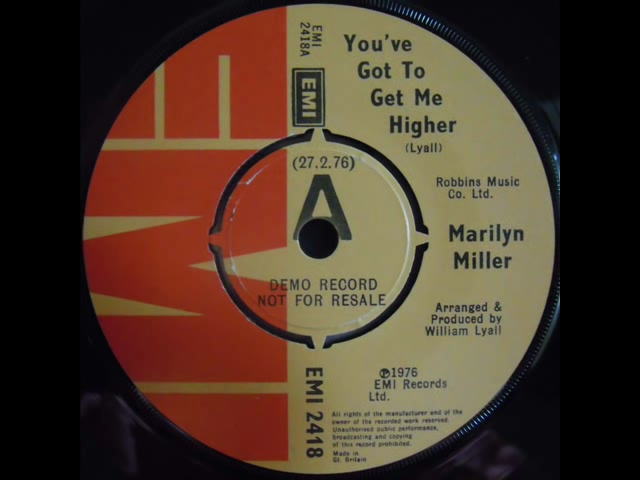 EMI
2418A
EMI
You've
Got To
Get Me
Higher
(Lyall)
(27.2.76)
A
DEMO RECORD
NOT FOR RESALE
Robbins Music
Co. Ltd.
Marilyn
Miller
Arranged &
Produced by
William Lyall
℗1976
EMI Records
Ltd.
EMI 2418
All rights of the manufacturer and of the
owner of the recorded work reserved.
Unauthorised public performance,
broadcasting and copying
of this record prohibited.
Made in
Gt. Britain
EMI